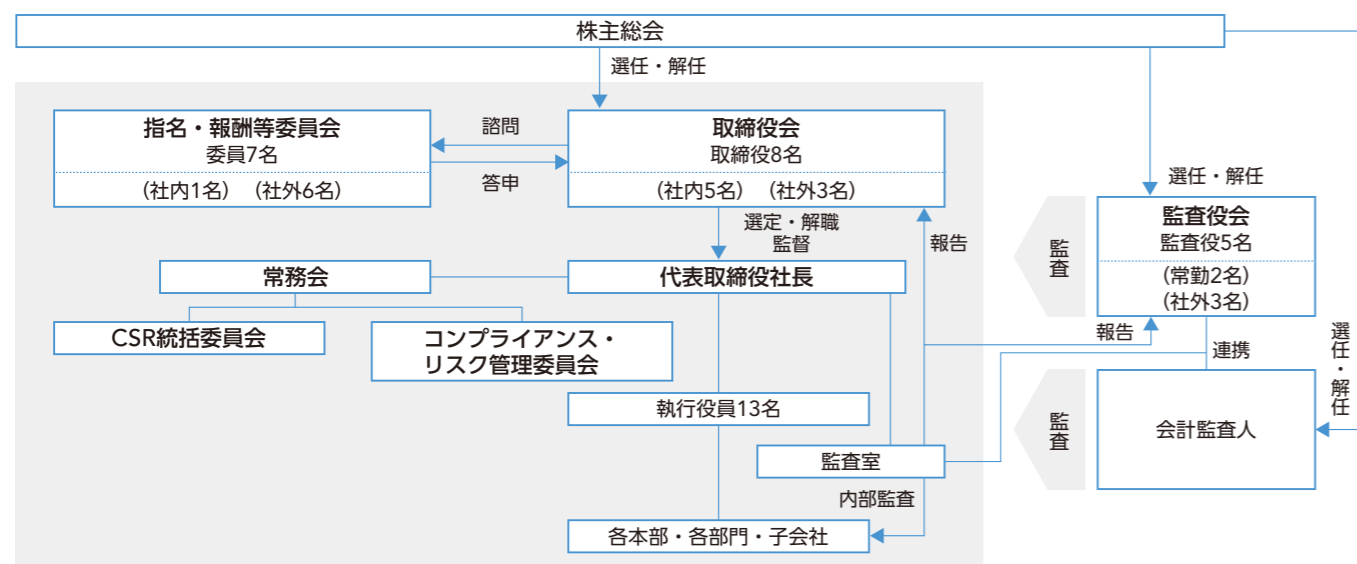 株主総会
選任・解任
指名・報酬等委員会
委員7名
(社内1名) (社外6名)
諮問
答申
取締役会
取締役8名
(社内5名) (社外3名)
選任・解任
監査役会
監査役5名
(常勤2名)
(社外3名)
監査
選定・解職
監督
報告
常務会
代表取締役社長
CSR統括委員会
コンプライアンス・
リスク管理委員会
報告
連携
選任・解任
執行役員13名
監査
会計監査人
監査室
内部監査
各本部・各部門・子会社